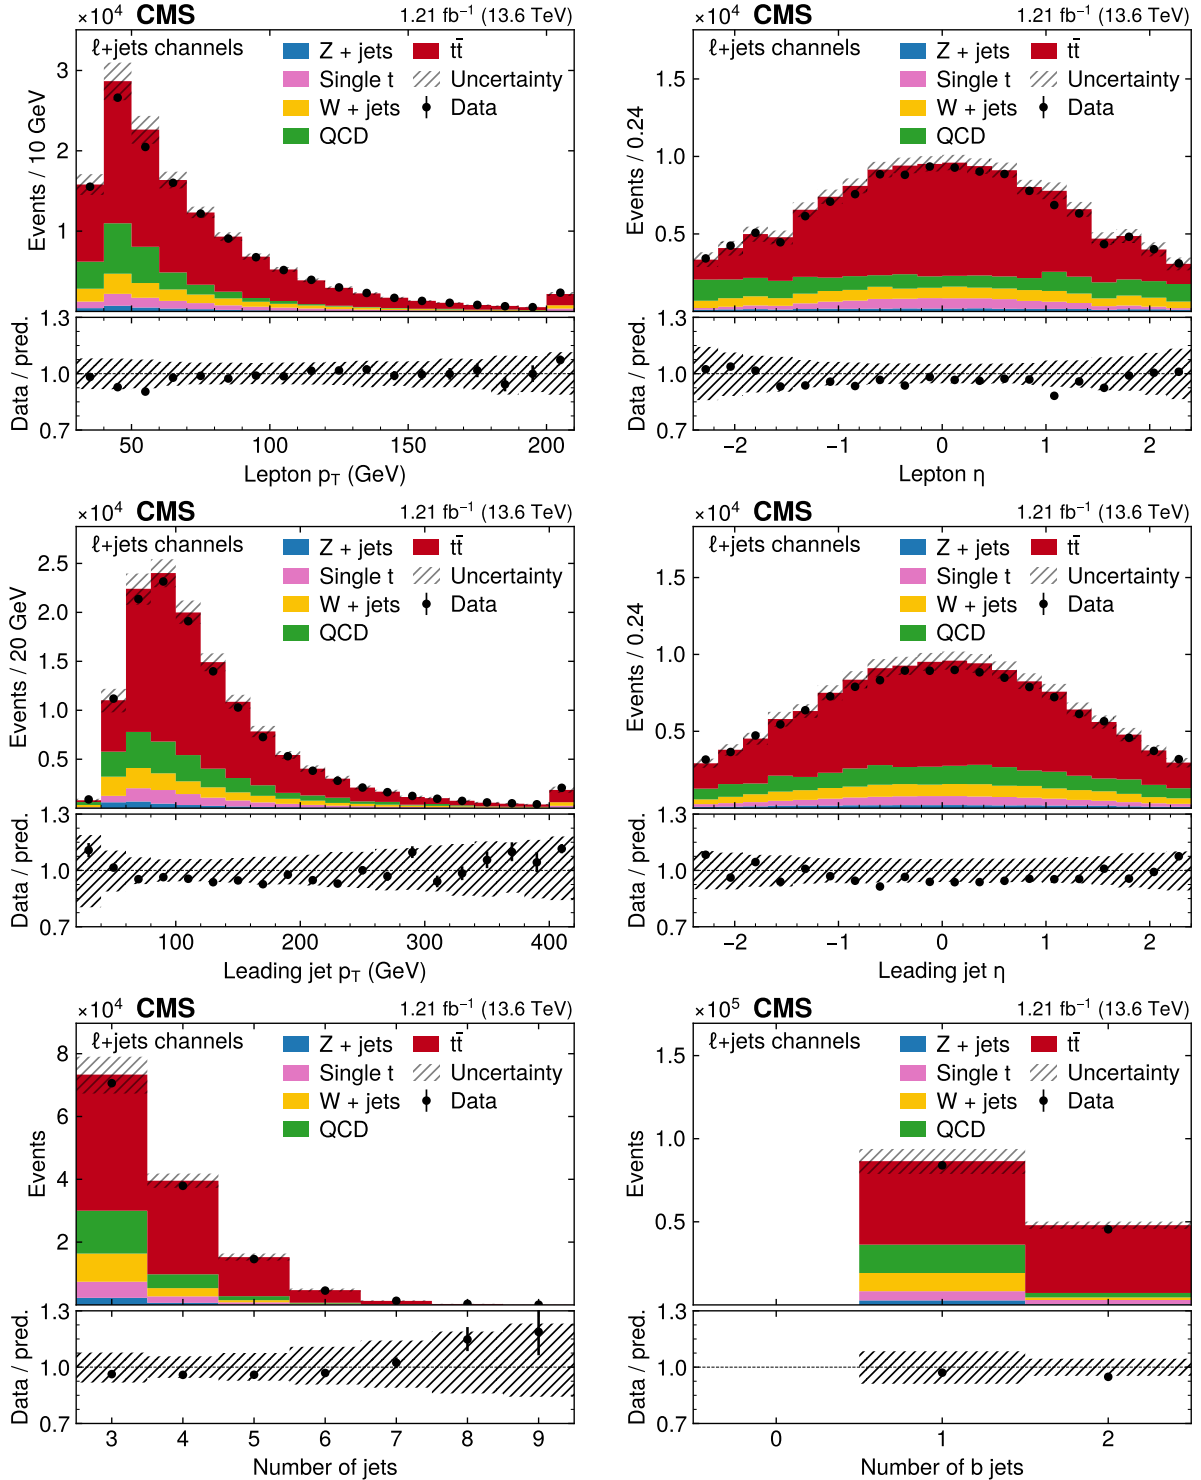 ×10⁴ CMS 1.21 fb⁻¹ (13.6 TeV)
ℓ+jets channels
Z + jets tt̄
Single t Uncertainty
W + jets Data
QCD
Events / 10 GeV
3
2
1
Data / pred.
1.3
1.0
0.7
50 100 150 200
Lepton p_T (GeV)
×10⁴ CMS 1.21 fb⁻¹ (13.6 TeV)
ℓ+jets channels
Z + jets tt̄
Single t Uncertainty
W + jets Data
QCD
Events / 0.24
1.5
1.0
0.5
Data / pred.
1.3
1.0
0.7
−2 −1 0 1 2
Lepton η
×10⁴ CMS 1.21 fb⁻¹ (13.6 TeV)
ℓ+jets channels
Z + jets tt̄
Single t Uncertainty
W + jets Data
QCD
Events / 20 GeV
2.5
2.0
1.5
1.0
0.5
Data / pred.
1.3
1.0
0.7
100 200 300 400
Leading jet p_T (GeV)
×10⁴ CMS 1.21 fb⁻¹ (13.6 TeV)
ℓ+jets channels
Z + jets tt̄
Single t Uncertainty
W + jets Data
QCD
Events / 0.24
1.5
1.0
0.5
Data / pred.
1.3
1.0
0.7
−2 −1 0 1 2
Leading jet η
×10⁴ CMS 1.21 fb⁻¹ (13.6 TeV)
ℓ+jets channels
Z + jets tt̄
Single t Uncertainty
W + jets Data
QCD
Events
8
6
4
2
Data / pred.
1.3
1.0
0.7
3 4 5 6 7 8 9
Number of jets
×10⁵ CMS 1.21 fb⁻¹ (13.6 TeV)
ℓ+jets channels
Z + jets tt̄
Single t Uncertainty
W + jets Data
QCD
Events
1.5
1.0
0.5
Data / pred.
1.3
1.0
0.7
0 1 2
Number of b jets